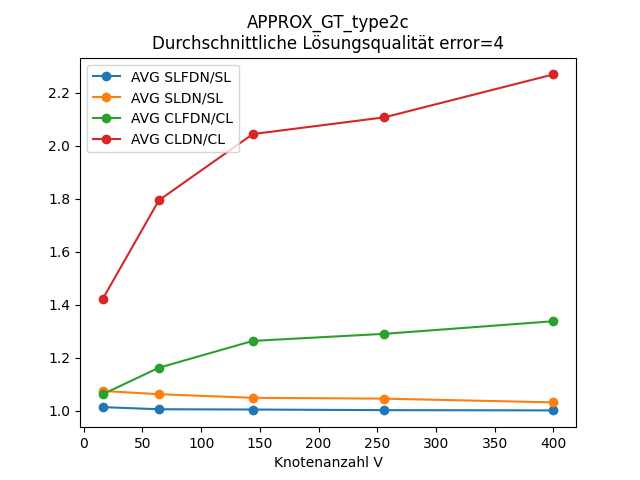 APPROX_GT_type2c
Durchschnittliche Lösungsqualität error=4
AVG SLFDN/SL
AVG SLDN/SL
AVG CLFDN/CL
AVG CLDN/CL
2.2
2.0
1.8
1.6
1.4
1.2
1.0
0 50 100 150 200 250 300 350 400
Knotenanzahl V